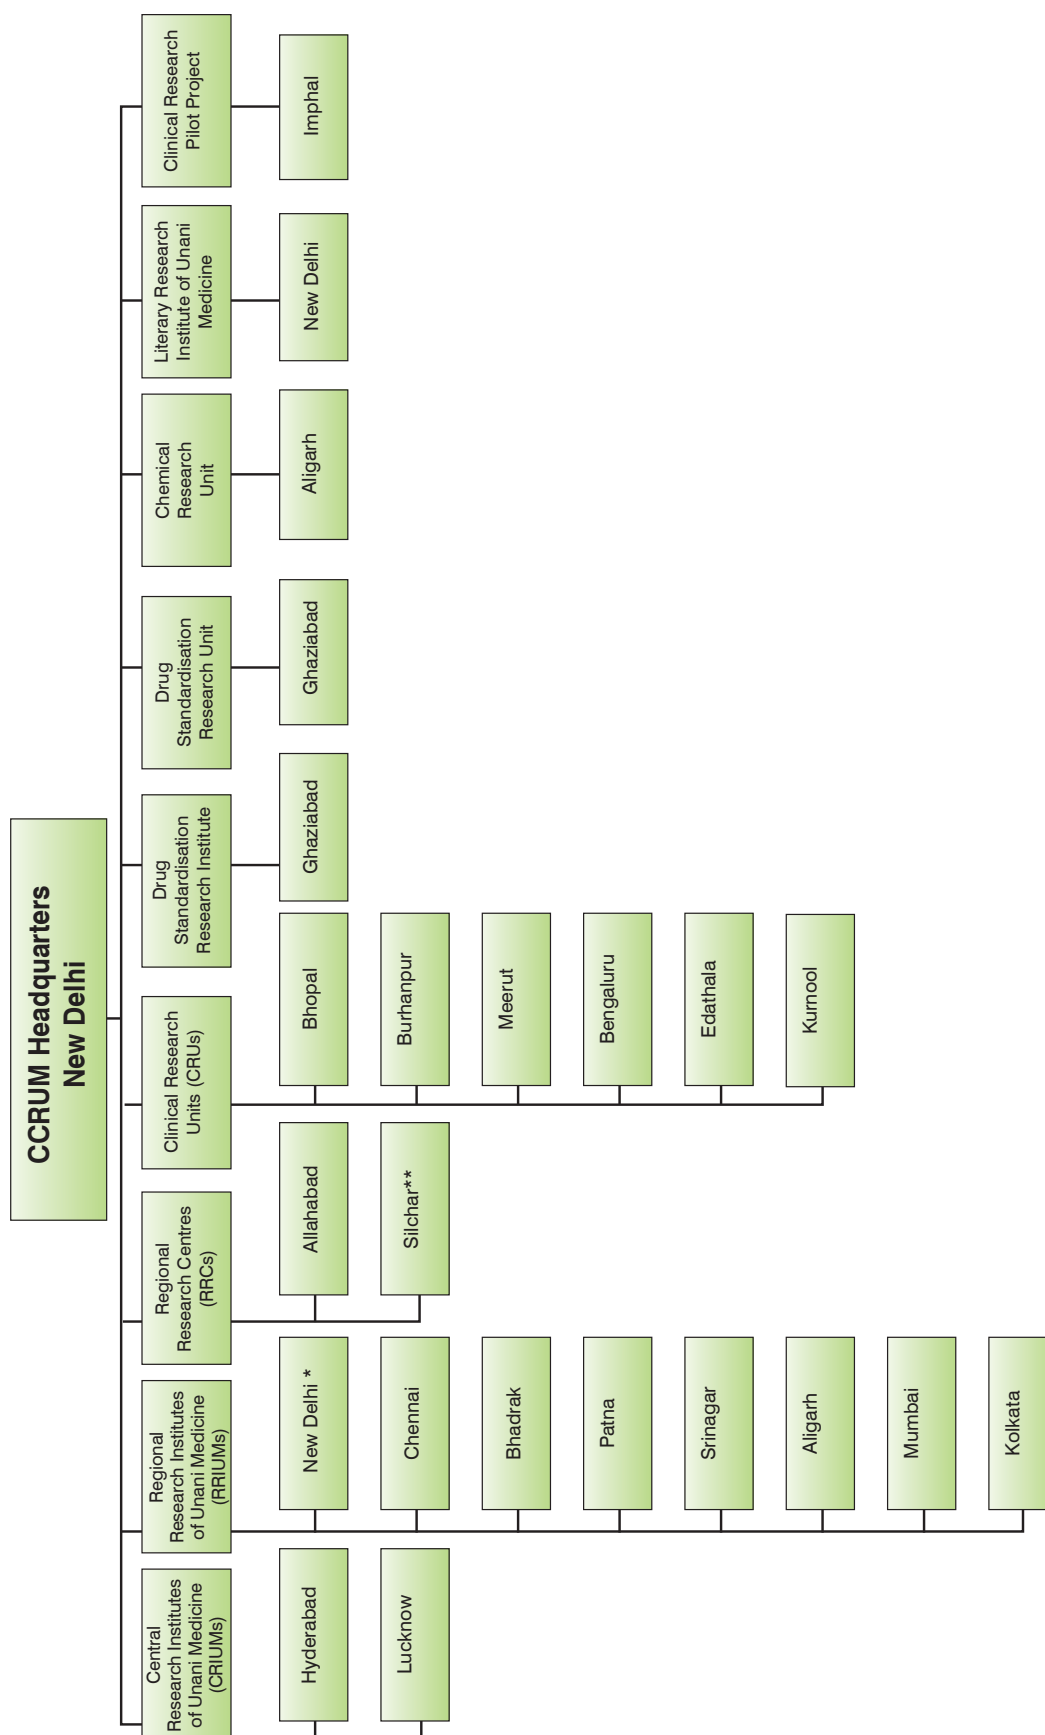 CCRUM Headquarters
New Delhi
Central
Research Institutes
of Unani Medicine
(CRIUMs)
Hyderabad
Lucknow
Regional
Research Institutes
of Unani Medicine
(RRIUMs)
New Delhi *
Chennai
Bhadrak
Patna
Srinagar
Aligarh
Mumbai
Kolkata
Regional
Research Centres
(RRCs)
Allahabad
Silchar**
Clinical Research
Units (CRUs)
Bhopal
Burhanpur
Meerut
Bengaluru
Edathala
Kurnool
Drug
Standardisation
Research Institute
Ghaziabad
Drug
Standardisation
Research Unit
Ghaziabad
Chemical
Research
Unit
Aligarh
Literary Research
Institute of Unani
Medicine
New Delhi
Clinical Research
Pilot Project
Imphal